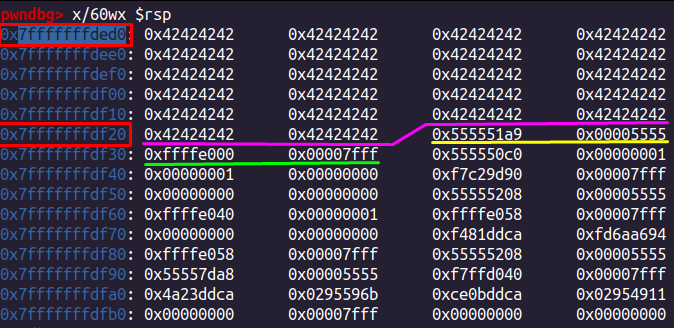 pwndbg> x/60wx $rsp
0x7fffffffded0: 0x42424242 0x42424242 0x42424242 0x42424242
0x7fffffffdee0: 0x42424242 0x42424242 0x42424242 0x42424242
0x7fffffffdef0: 0x42424242 0x42424242 0x42424242 0x42424242
0x7fffffffdf00: 0x42424242 0x42424242 0x42424242 0x42424242
0x7fffffffdf10: 0x42424242 0x42424242 0x42424242 0x42424242
0x7fffffffdf20: 0x42424242 0x42424242 0x555551a9 0x00005555
0x7fffffffdf30: 0xffffe000 0x00007fff 0x555550c0 0x00000001
0x7fffffffdf40: 0x00000001 0x00000000 0xf7c29d90 0x00007fff
0x7fffffffdf50: 0x00000000 0x00000000 0x55555208 0x00005555
0x7fffffffdf60: 0xffffe040 0x00000001 0xffffe058 0x00007fff
0x7fffffffdf70: 0x00000000 0x00000000 0xf481ddca 0xfd6aa694
0x7fffffffdf80: 0xffffe058 0x00007fff 0x55555208 0x00005555
0x7fffffffdf90: 0x55557da8 0x00005555 0xf7ffd040 0x00007fff
0x7fffffffdfa0: 0x4a23ddca 0x0295596b 0xce0bddca 0x02954911
0x7fffffffdfb0: 0x00000000 0x00007fff 0x00000000 0x00000000